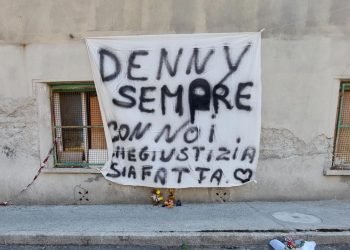 DENNY
SEMPRE
CON NOI.
CHE GIUSTIZIA
SIA FATTA.